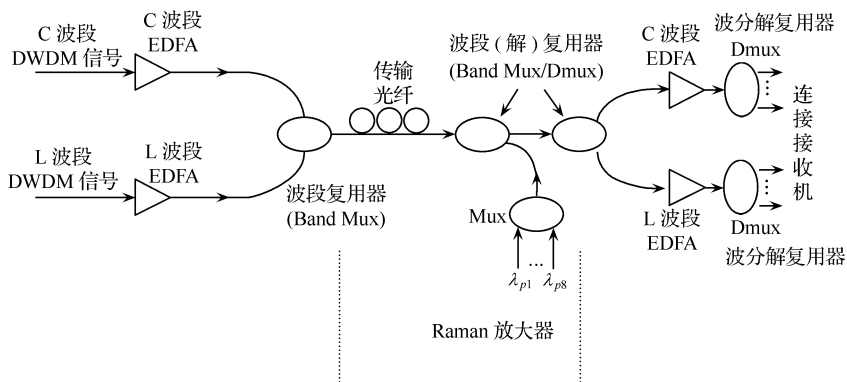 C 波段
DWDM 信号
C 波段
EDFA
传输
光纤
波段（解）复用器
(Band Mux/Dmux)
C 波段
EDFA
波分解复用器
Dmux
连接接收机
L 波段
DWDM 信号
L 波段
EDFA
波段复用器
(Band Mux)
Mux
λp1 ... λp8
L 波段
EDFA
Dmux
波分解复用器
Raman 放大器